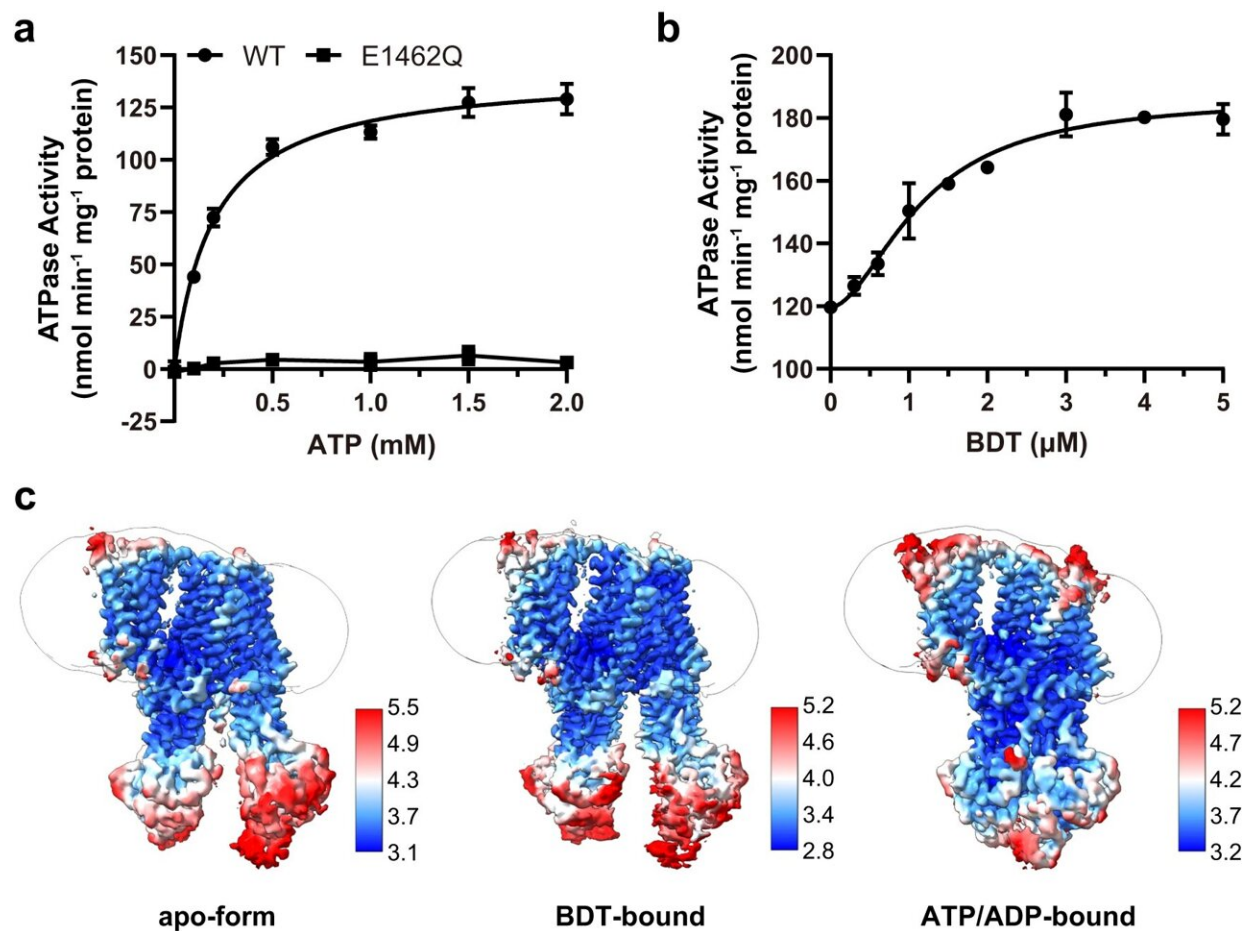 a
150
125
100
75
50
25
0
-25
ATPase Activity
(nmol min⁻¹ mg⁻¹ protein)
WT
E1462Q
0.5 1.0 1.5 2.0
ATP (mM)
b
200
180
160
140
120
100
ATPase Activity
(nmol min⁻¹ mg⁻¹ protein)
0 1 2 3 4 5
BDT (µM)
c
5.5
4.9
4.3
3.7
3.1
apo-form
5.2
4.6
4.0
3.4
2.8
BDT-bound
5.2
4.7
4.2
3.7
3.2
ATP/ADP-bound